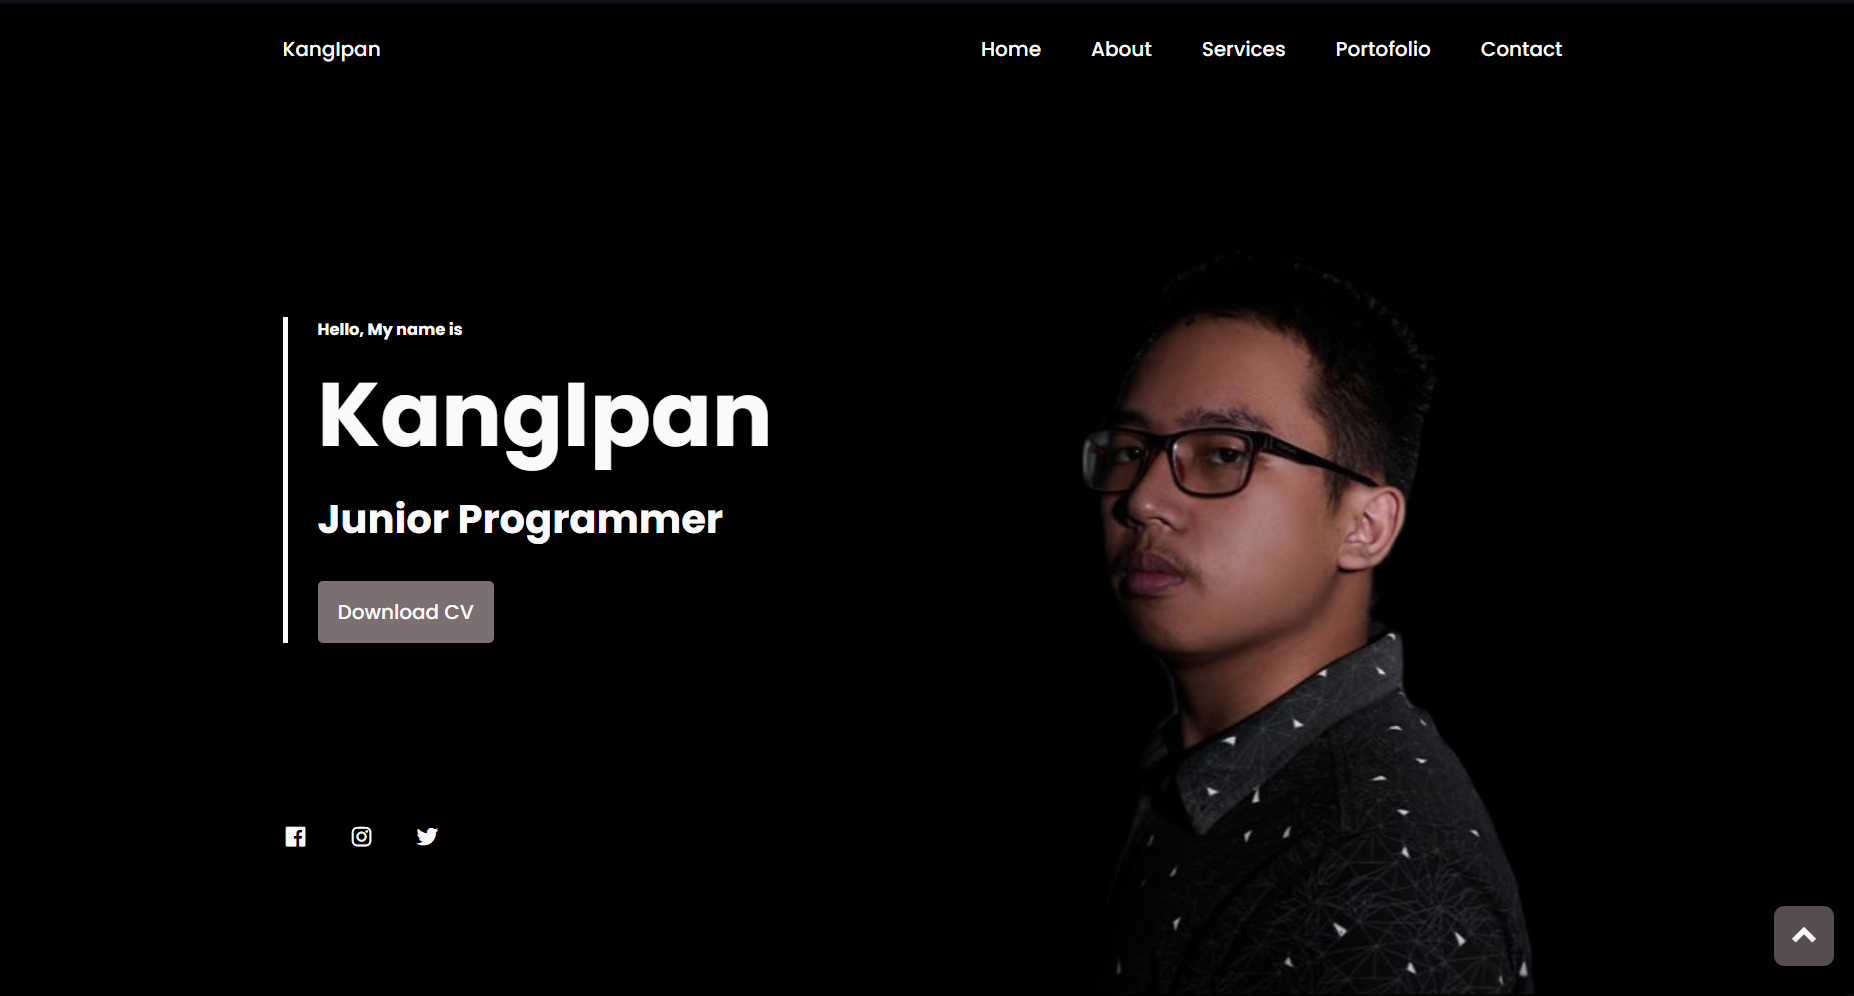 KangIpan
Home About Services Portofolio Contact
Hello, My name is
KangIpan
Junior Programmer
Download CV